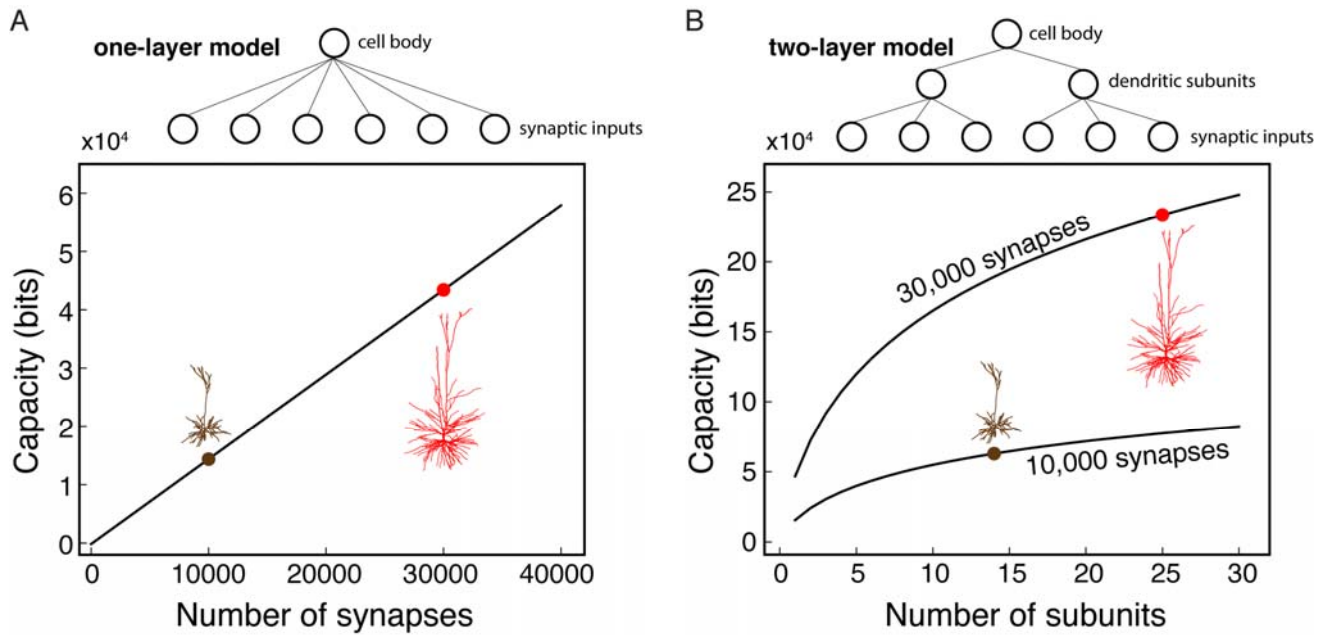 A
one-layer model
cell body
synaptic inputs
x10⁴
6
5
4
3
2
1
0
Capacity (bits)
0 10000 20000 30000 40000
Number of synapses
B
two-layer model
cell body
dendritic subunits
synaptic inputs
x10⁴
25
20
15
10
5
0
Capacity (bits)
30,000 synapses
10,000 synapses
0 5 10 15 20 25 30
Number of subunits